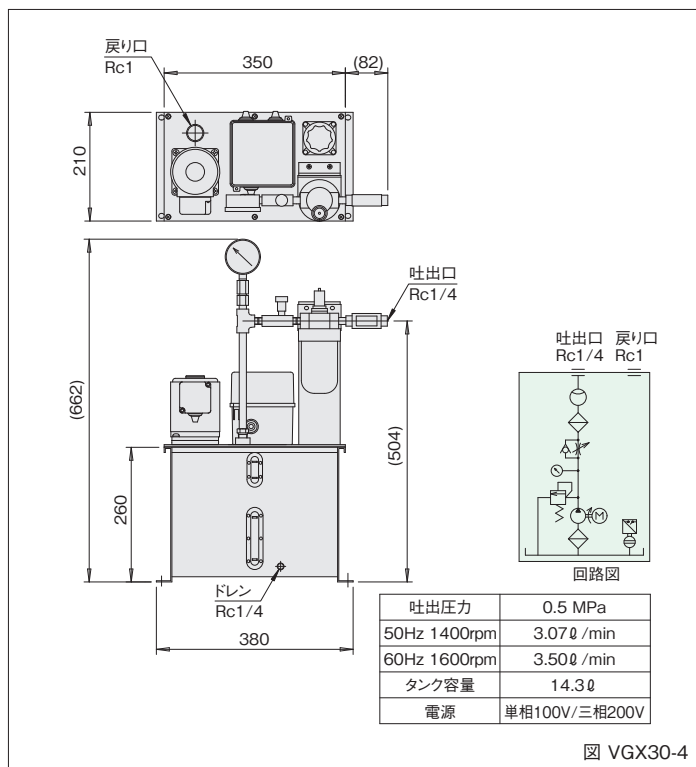 戻り口
Rc1
350
(82)
210
吐出口
Rc1/4
(662)
(504)
260
ドレン
Rc1/4
380
吐出口 戻り口
Rc1/4 Rc1
M
回路図
吐出圧力 0.5 MPa
50Hz 1400rpm 3.07ℓ/min
60Hz 1600rpm 3.50ℓ/min
タンク容量 14.3ℓ
電源 単相100V/三相200V
図 VGX30-4